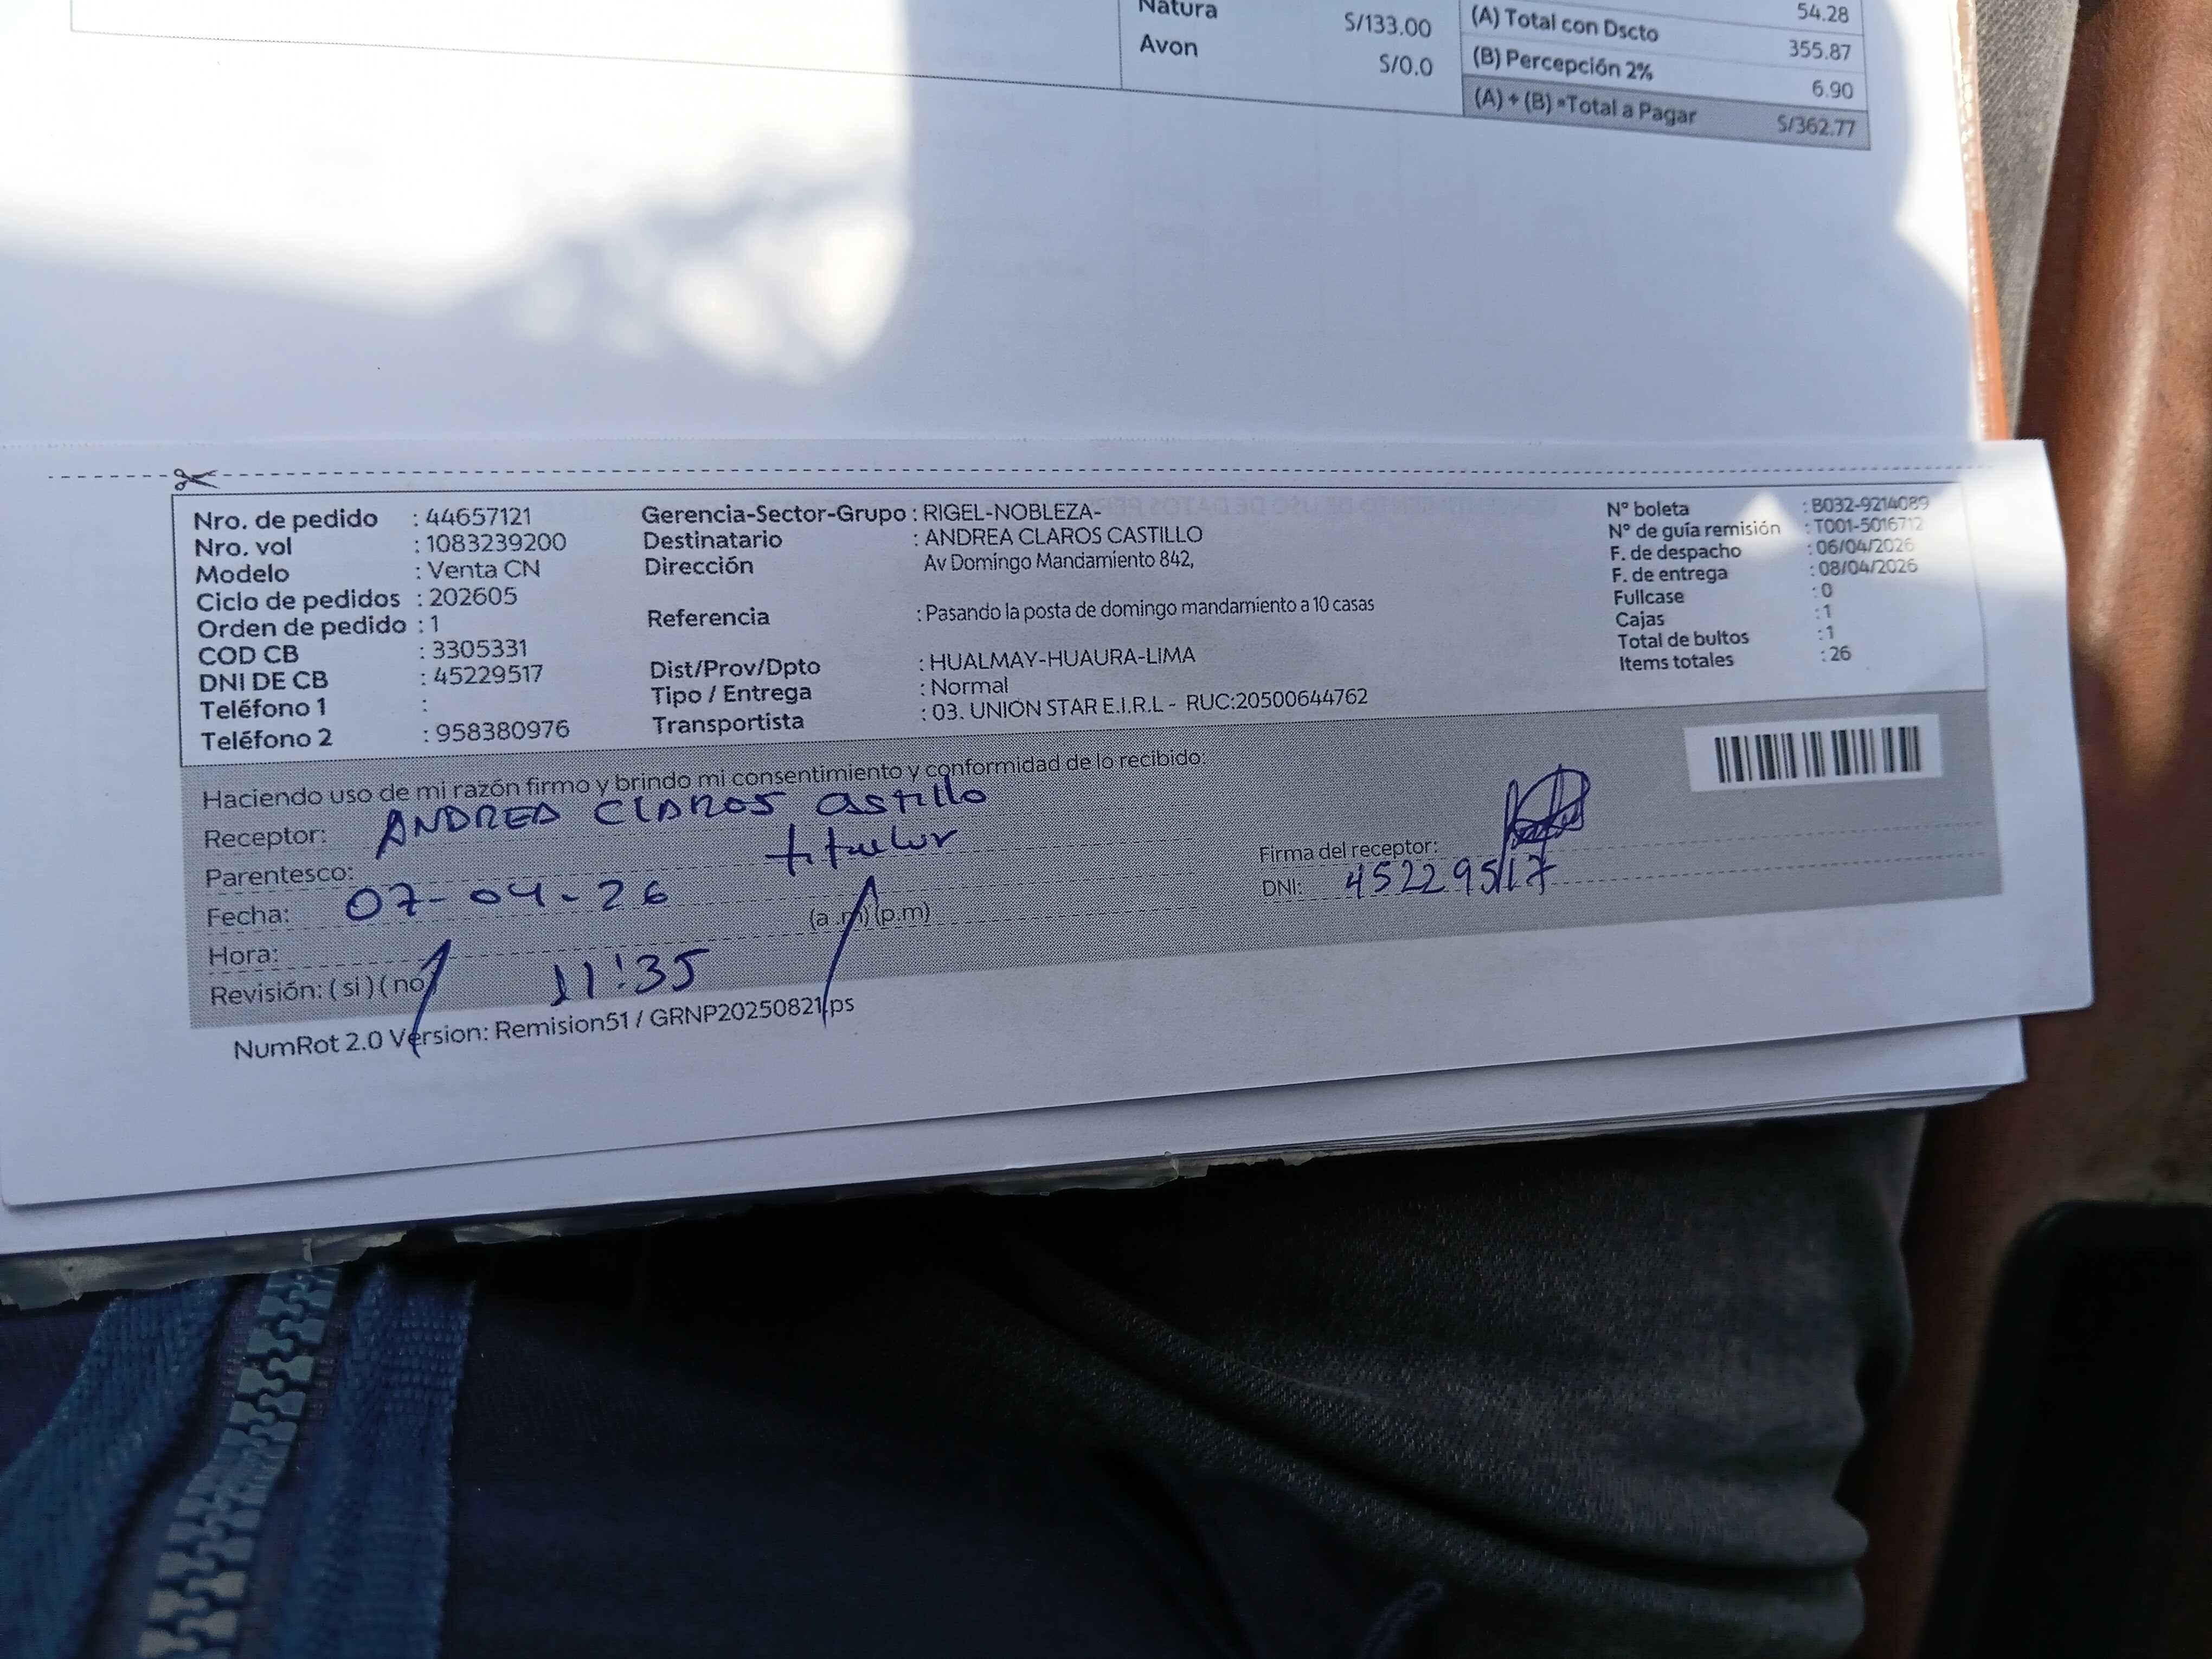 Natura S/133.00
Avon S/0.0
54.28
(A) Total con Dscto 355.87
(B) Percepción 2% 6.90
(A) + (B) =Total a Pagar S/362.77
Nro. de pedido : 44657121
Nro. vol : 1083239200
Modelo : Venta CN
Ciclo de pedidos : 202605
Orden de pedido : 1
COD CB : 3305331
DNI DE CB : 45229517
Teléfono 1 :
Teléfono 2 : 958380976
Gerencia-Sector-Grupo : RIGEL-NOBLEZA-
Destinatario : ANDREA CLAROS CASTILLO
Dirección Av Domingo Mandamiento 842,
Referencia : Pasando la posta de domingo mandamiento a 10 casas
Dist/Prov/Dpto : HUALMAY-HUAURA-LIMA
Tipo / Entrega : Normal
Transportista : 03. UNION STAR E.I.R.L - RUC:20500644762
N° boleta : B032-9214089
N° de guía remisión : T001-5016712
F. de despacho : 06/04/2026
F. de entrega : 08/04/2026
Fullcase : 0
Cajas : 1
Total de bultos : 1
Items totales : 26
Haciendo uso de mi razón firmo y brindo mi consentimiento y conformidad de lo recibido:
Receptor: ANDREA CLAROS Castillo
Parentesco: titular
Fecha: 07-04-26
Hora: 11:35 (a.m) (p.m)
Revisión: ( si ) ( no )
Firma del receptor:
DNI: 45229517
NumRot 2.0 Version: Remision51 / GRNP20250821.ps